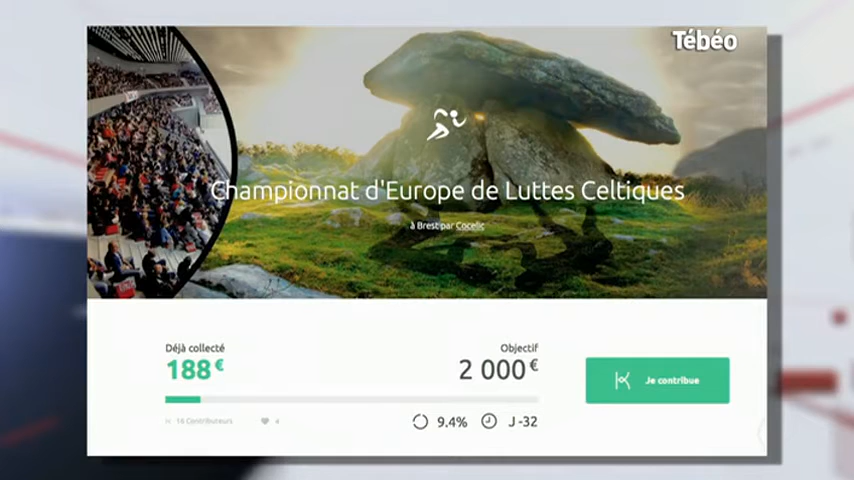 Tébéo
Championnat d'Europe de Luttes Celtiques
à Brest par Cocelic
Déjà collecté
188 €
Objectif
2 000 €
Je contribue
16 Contributeurs
4
9.4%
J -32